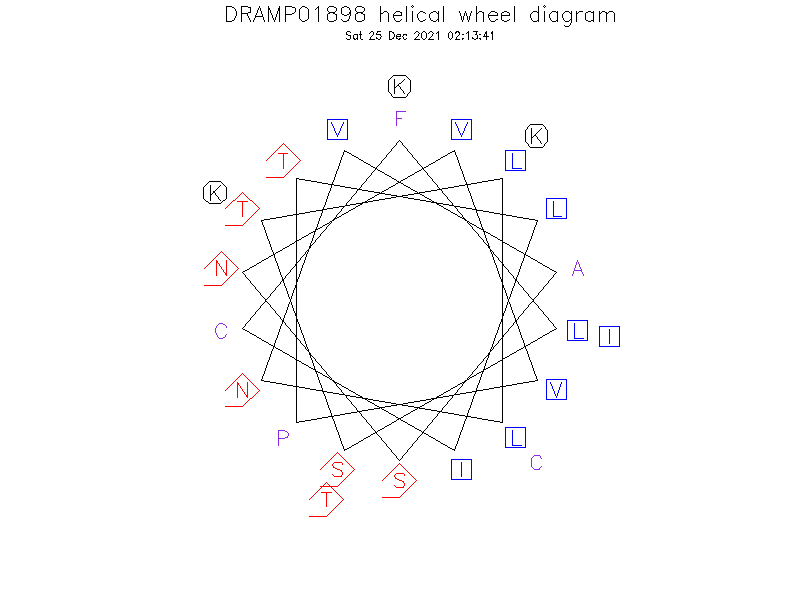 DRAMP01898 helical wheel diagram
Sat 25 Dec 2021 02:13:41
K
F
V V
K
T L
K
T L
N A
C L I
N V
P L
C
S S I
T